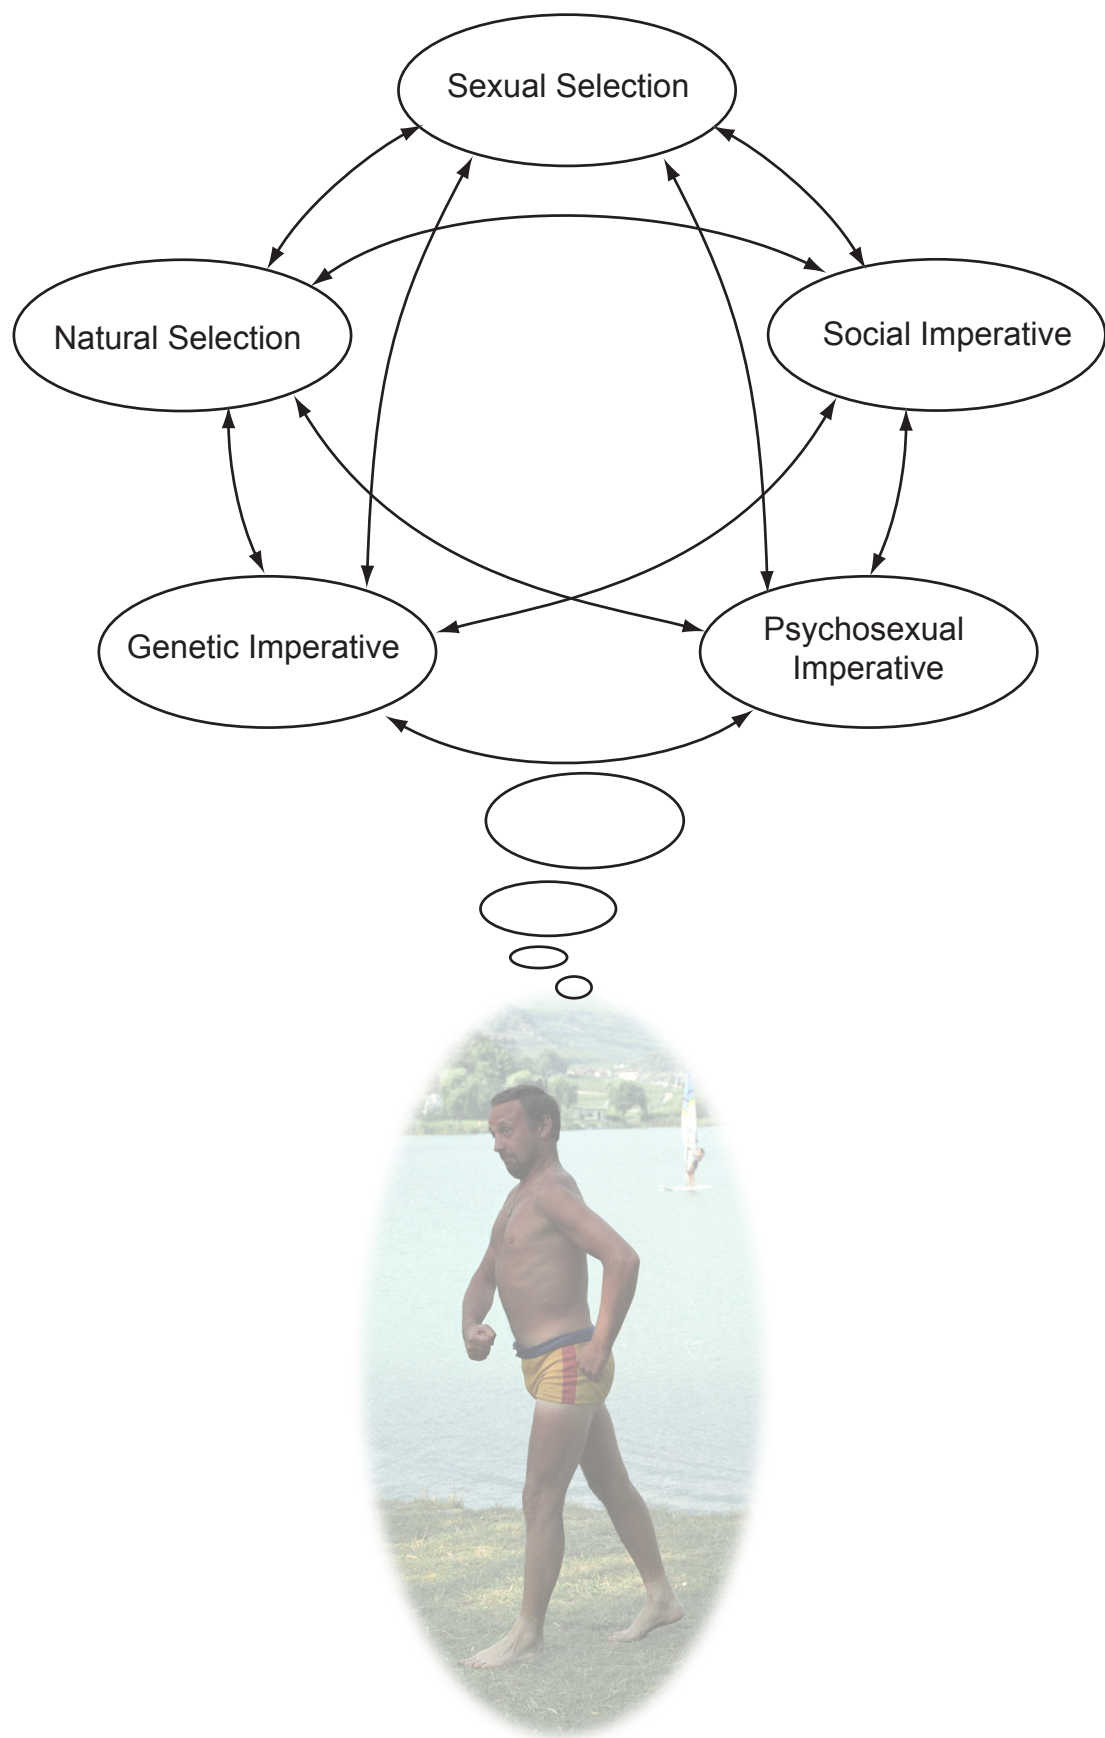 Sexual Selection
Natural Selection
Social Imperative
Genetic Imperative
Psychosexual
Imperative